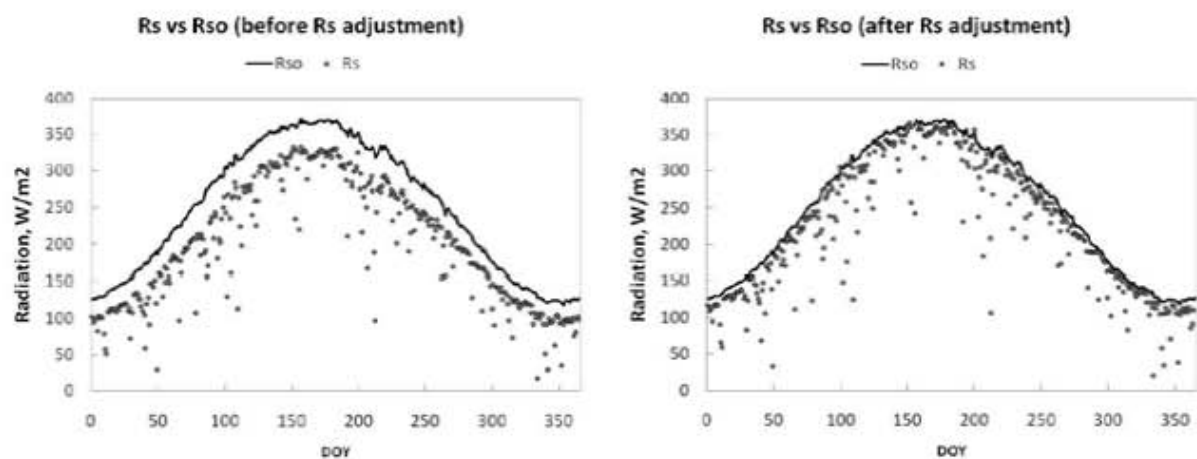 Rs vs Rso (before Rs adjustment)
Rso Rs
400
350
300
250
200
150
100
50
0
Radiation, W/m2
0 50 100 150 200 250 300 350
DOY
Rs vs Rso (after Rs adjustment)
Rso Rs
400
350
300
250
200
150
100
50
0
Radiation, W/m2
0 50 100 150 200 250 300 350
DOY